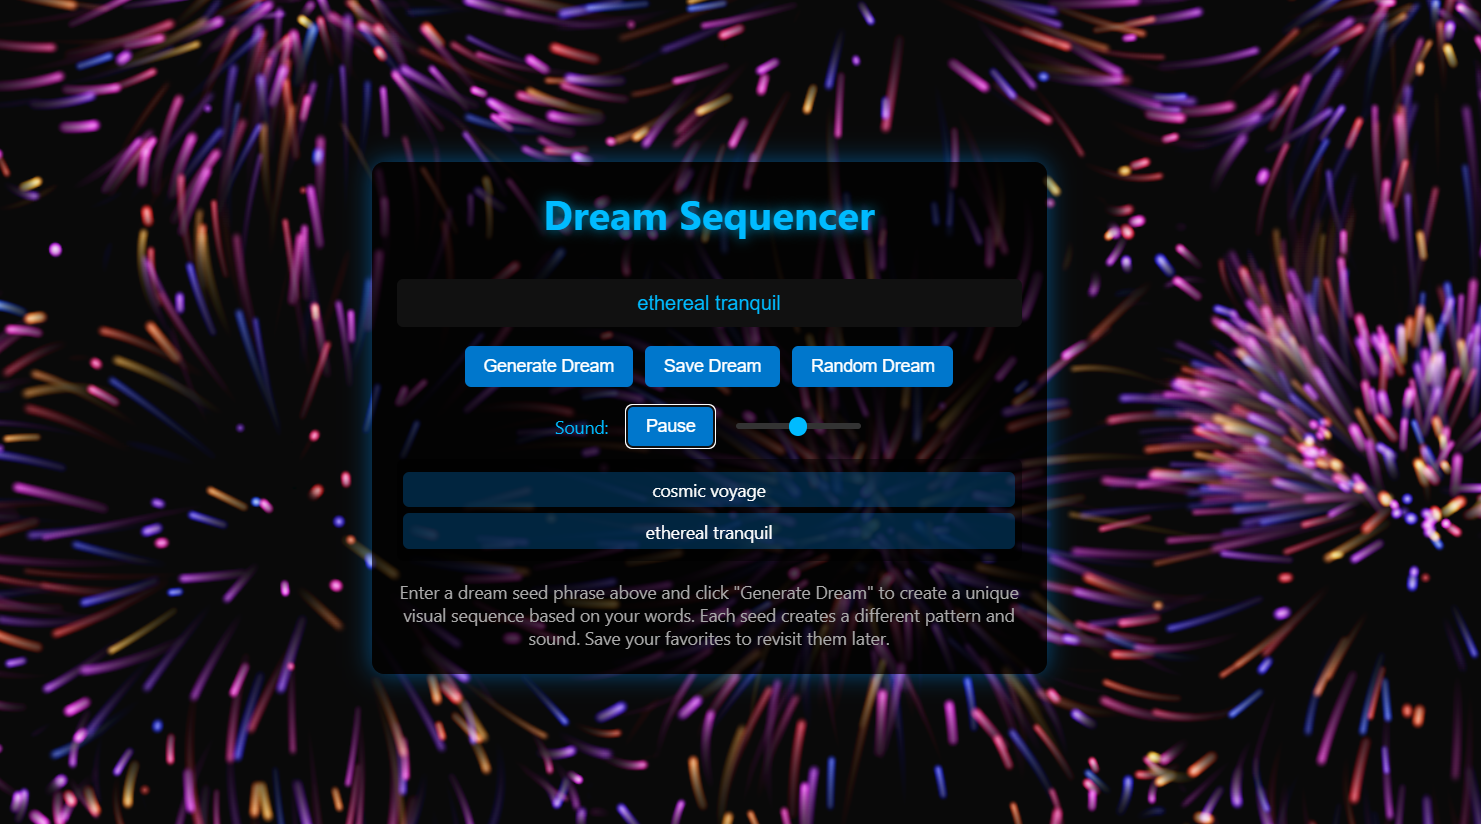 Dream Sequencer
ethereal tranquil
Generate Dream Save Dream Random Dream
Sound: Pause
cosmic voyage
ethereal tranquil
Enter a dream seed phrase above and click "Generate Dream" to create a unique
visual sequence based on your words. Each seed creates a different pattern and
sound. Save your favorites to revisit them later.